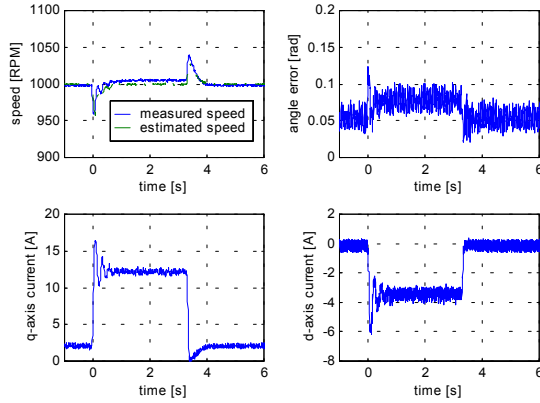 1100
1050
1000
950
900
speed [RPM]
measured speed
estimated speed
0 2 4 6
time [s]
0.2
0.15
0.1
0.05
0
angle error [rad]
0 2 4 6
time [s]
20
15
10
5
0
q-axis current [A]
0 2 4 6
time [s]
2
0
-2
-4
-6
-8
d-axis current [A]
0 2 4 6
time [s]